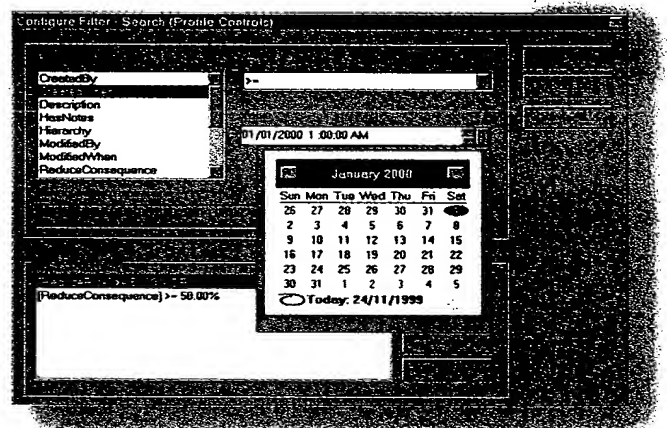 Configure Filter - Search (Profile Controls)
CreatedBy
Description
HasNotes
Hierarchy
ModifiedBy
ModifiedWhen
ReduceConsequence
>=
01/01/2000 1:00:00 AM
January 2000
Sun Mon Tue Wed Thu Fri Sat
26 27 28 29 30 31
2 3 4 5 6 7 8
9 10 11 12 13 14 15
16 17 18 19 20 21 22
23 24 25 26 27 28 29
30 31 1 2 3 4 5
Today: 24/11/1999
[ReduceConsequence] >= 50.00%